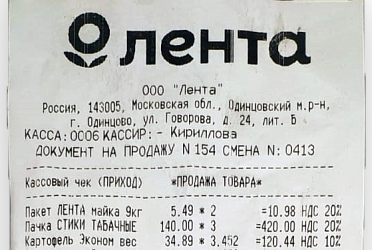 лента
ООО "Лента"
Россия, 143005, Московская обл., Одинцовский м.р-н,
г. Одинцово, ул. Говорова, д. 24, лит. Б
КАССА:0006 КАССИР: - Кириллова
ДОКУМЕНТ НА ПРОДАЖУ N 154 СМЕНА N: 0413
Кассовый чек (ПРИХОД) *ПРОДАЖА ТОВАРА*
Пакет ЛЕНТА майка 9кг 5.49 * 2 =10.98 НДС 20%
Пачка СТИКИ ТАБАЧНЫЕ 140.00 * 3 =420.00 НДС 20%
Картофель Эконом вес 34.89 * 3.452 =120.44 НДС 10%